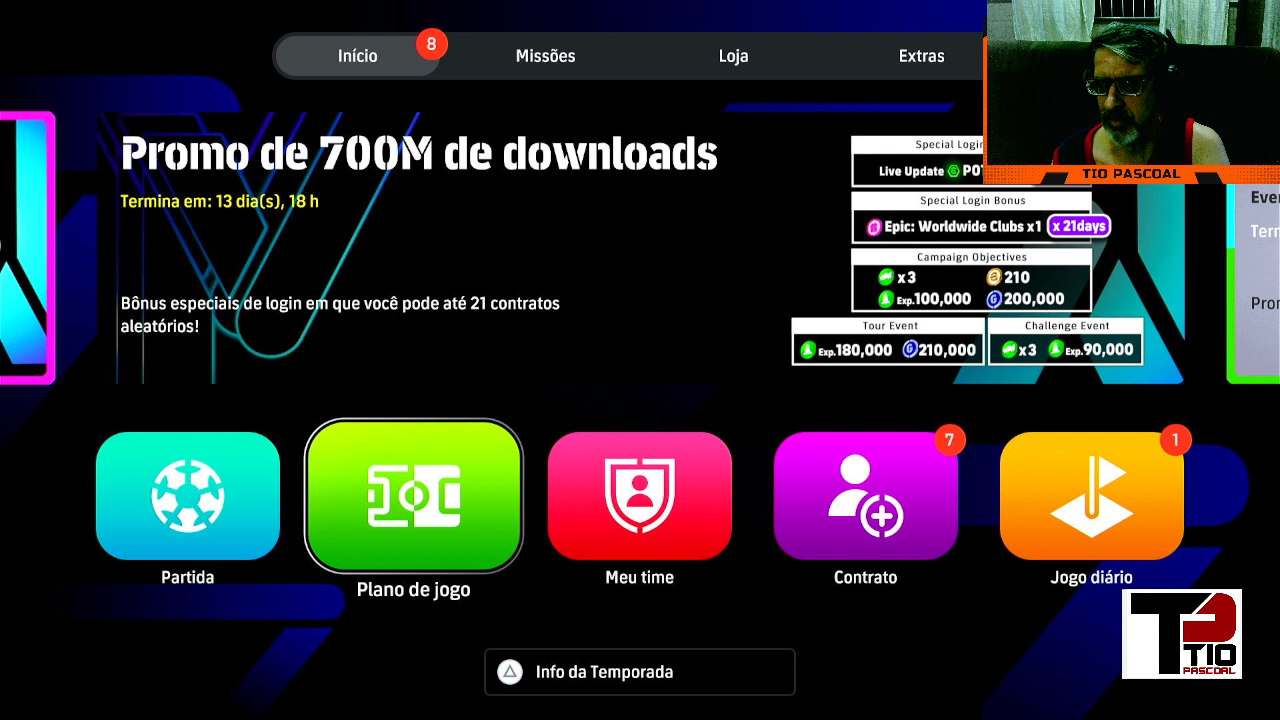 Início
8
Missões
Loja
Extras
Promo de 700M de downloads
Termina em: 13 dia(s), 18 h
Bônus especiais de login em que você pode até 21 contratos
aleatórios!
Special Login
Live Update
Special Login Bonus
Epic: Worldwide Clubs x1 x 21days
Campaign Objectives
x3 210
Exp.100,000 200,000
Tour Event
Exp.180,000 210,000
Challenge Event
x3 Exp.90,000
TIO PASCOAL
Partida
Plano de jogo
Meu time
7
Contrato
1
Jogo diário
TIO
PASCOAL
Info da Temporada